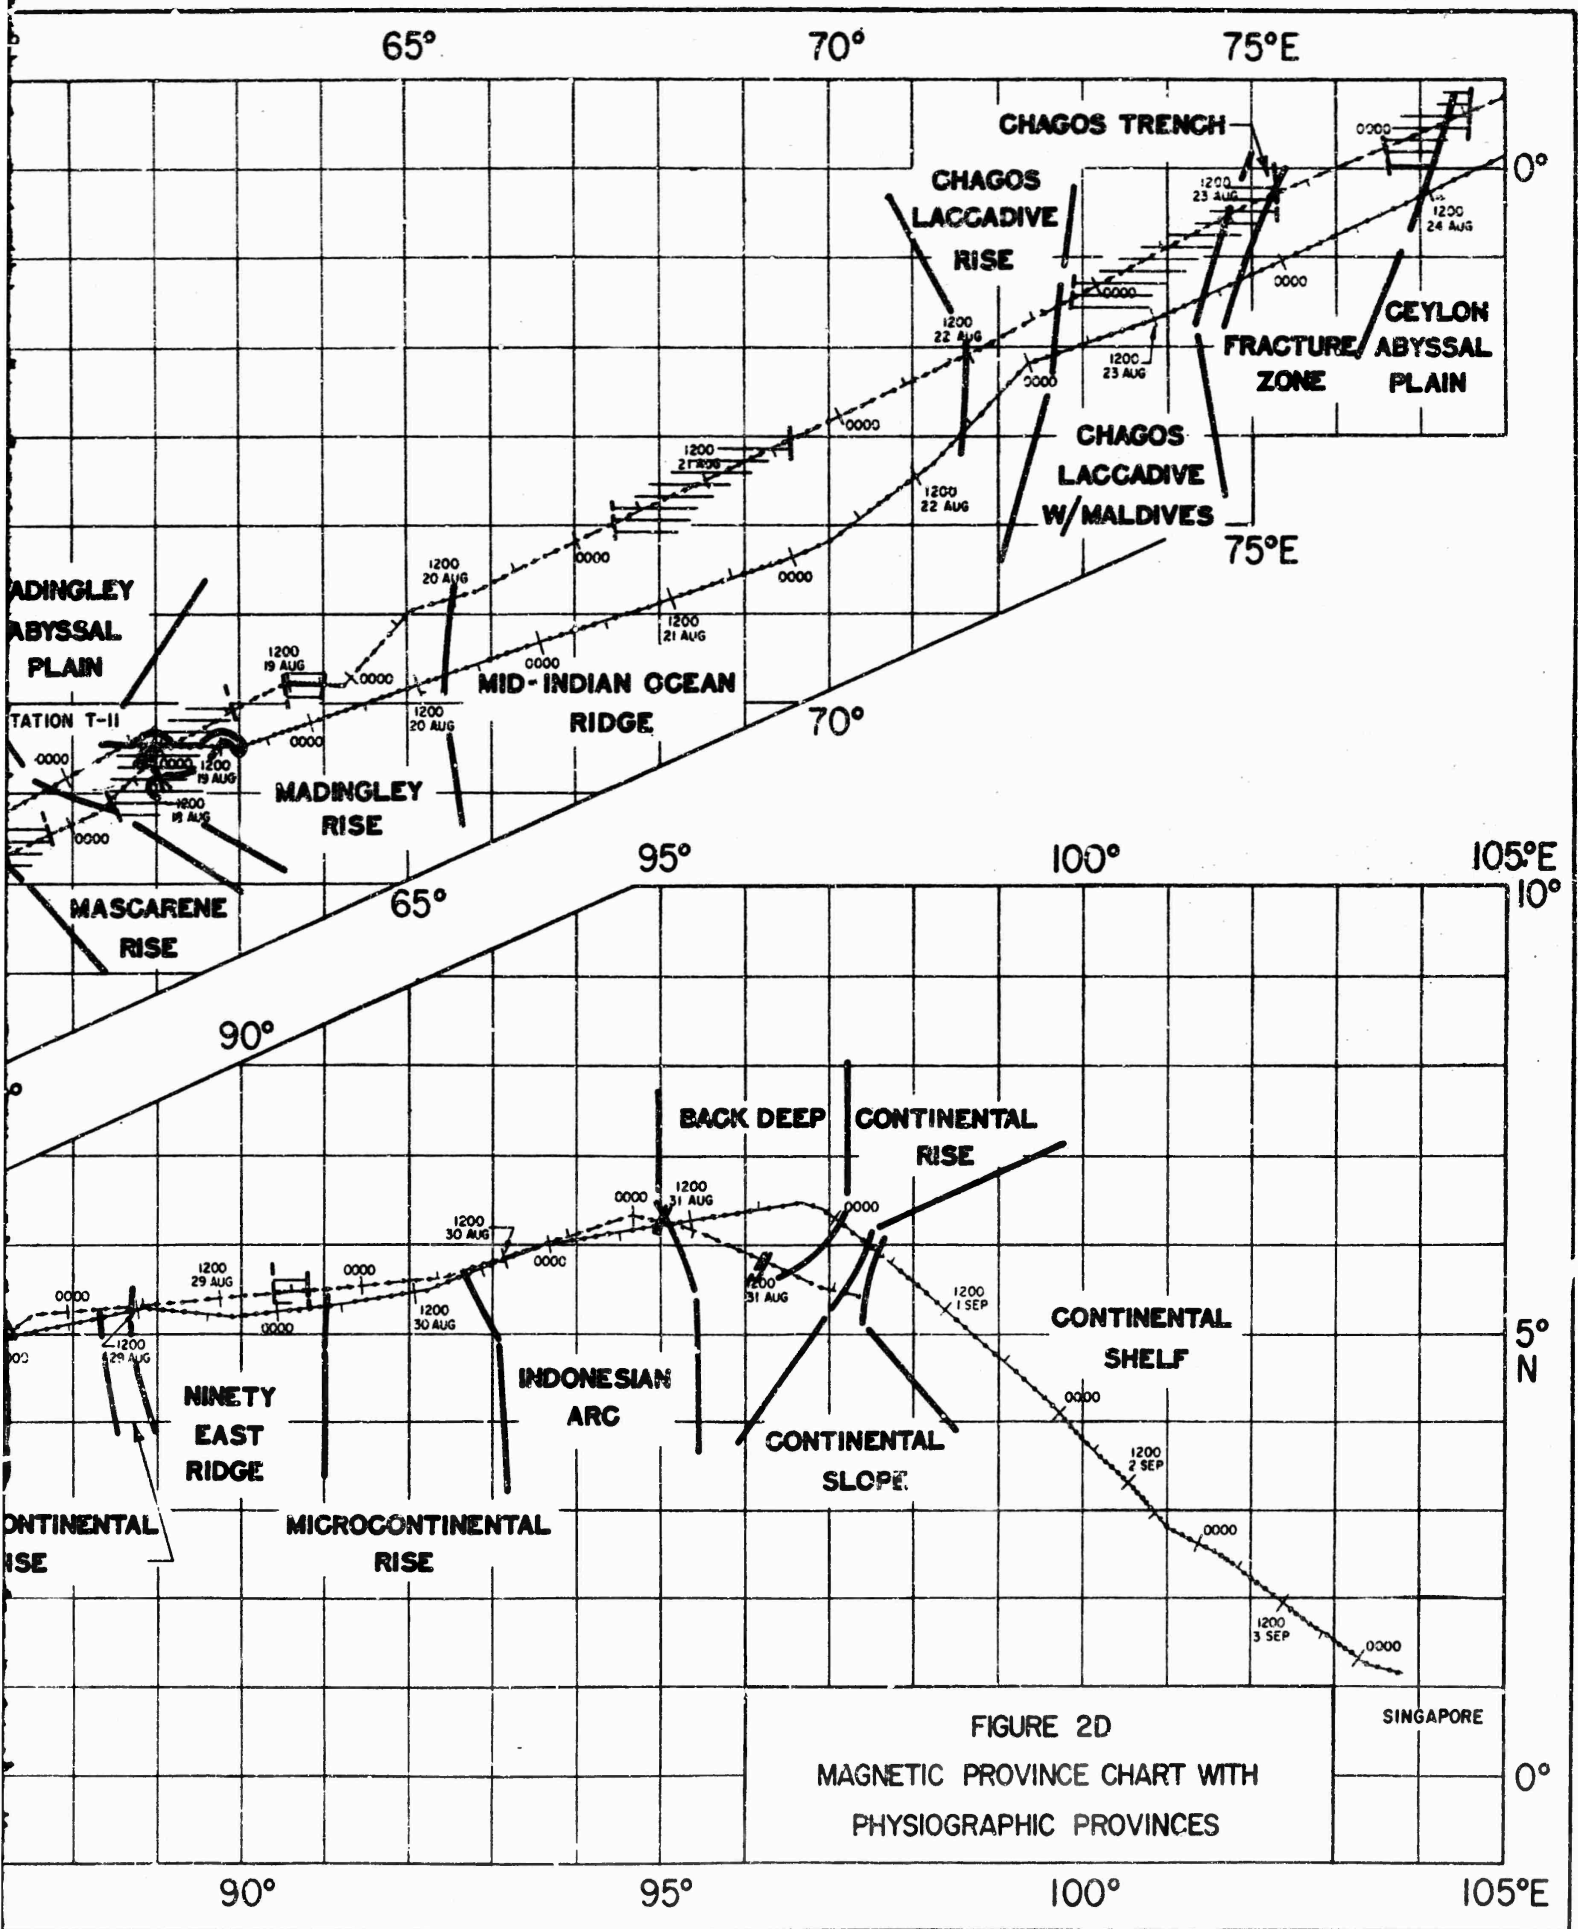 65°
70°
75°E
CHAGOS TRENCH
0000
0°
CHAGOS
LACCADIVE
RISE
1200
23 AUG
1200
24 AUG
0000
0000
CEYLON
ABYSSAL
PLAIN
1200
22 AUG
FRACTURE
ZONE
1200
23 AUG
0000
0000
CHAGOS
LACCADIVE
W/MALDIVES
1200
21 AUG
1200
22 AUG
75°E
0000
0000
1200
20 AUG
ADINGLEY
ABYSSAL
PLAIN
1200
21 AUG
1200
19 AUG
0000
0000
MID-INDIAN OCEAN
RIDGE
70°
TATION T-11
1200
20 AUG
0000
0000
0000
1200
19 AUG
1200
18 AUG
MADINGLEY
RISE
0000
95°
100°
105°E
65°
10°
MASCARENE
RISE
90°
BACK DEEP
CONTINENTAL
RISE
0000
1200
31 AUG
0000
1200
30 AUG
1200
29 AUG
0000
0000
0000
1200
31 AUG
1200
1 SEP
0000
1200
30 AUG
1200
29 AUG
CONTINENTAL
SHELF
5°
N
INDONESIAN
ARC
NINETY
EAST
RIDGE
0000
CONTINENTAL
SLOPE
1200
2 SEP
ONTINENTAL
ISE
MICROCONTINENTAL
RISE
0000
1200
3 SEP
0000
SINGAPORE
FIGURE 2D
MAGNETIC PROVINCE CHART WITH
PHYSIOGRAPHIC PROVINCES
0°
90°
95°
100°
105°E